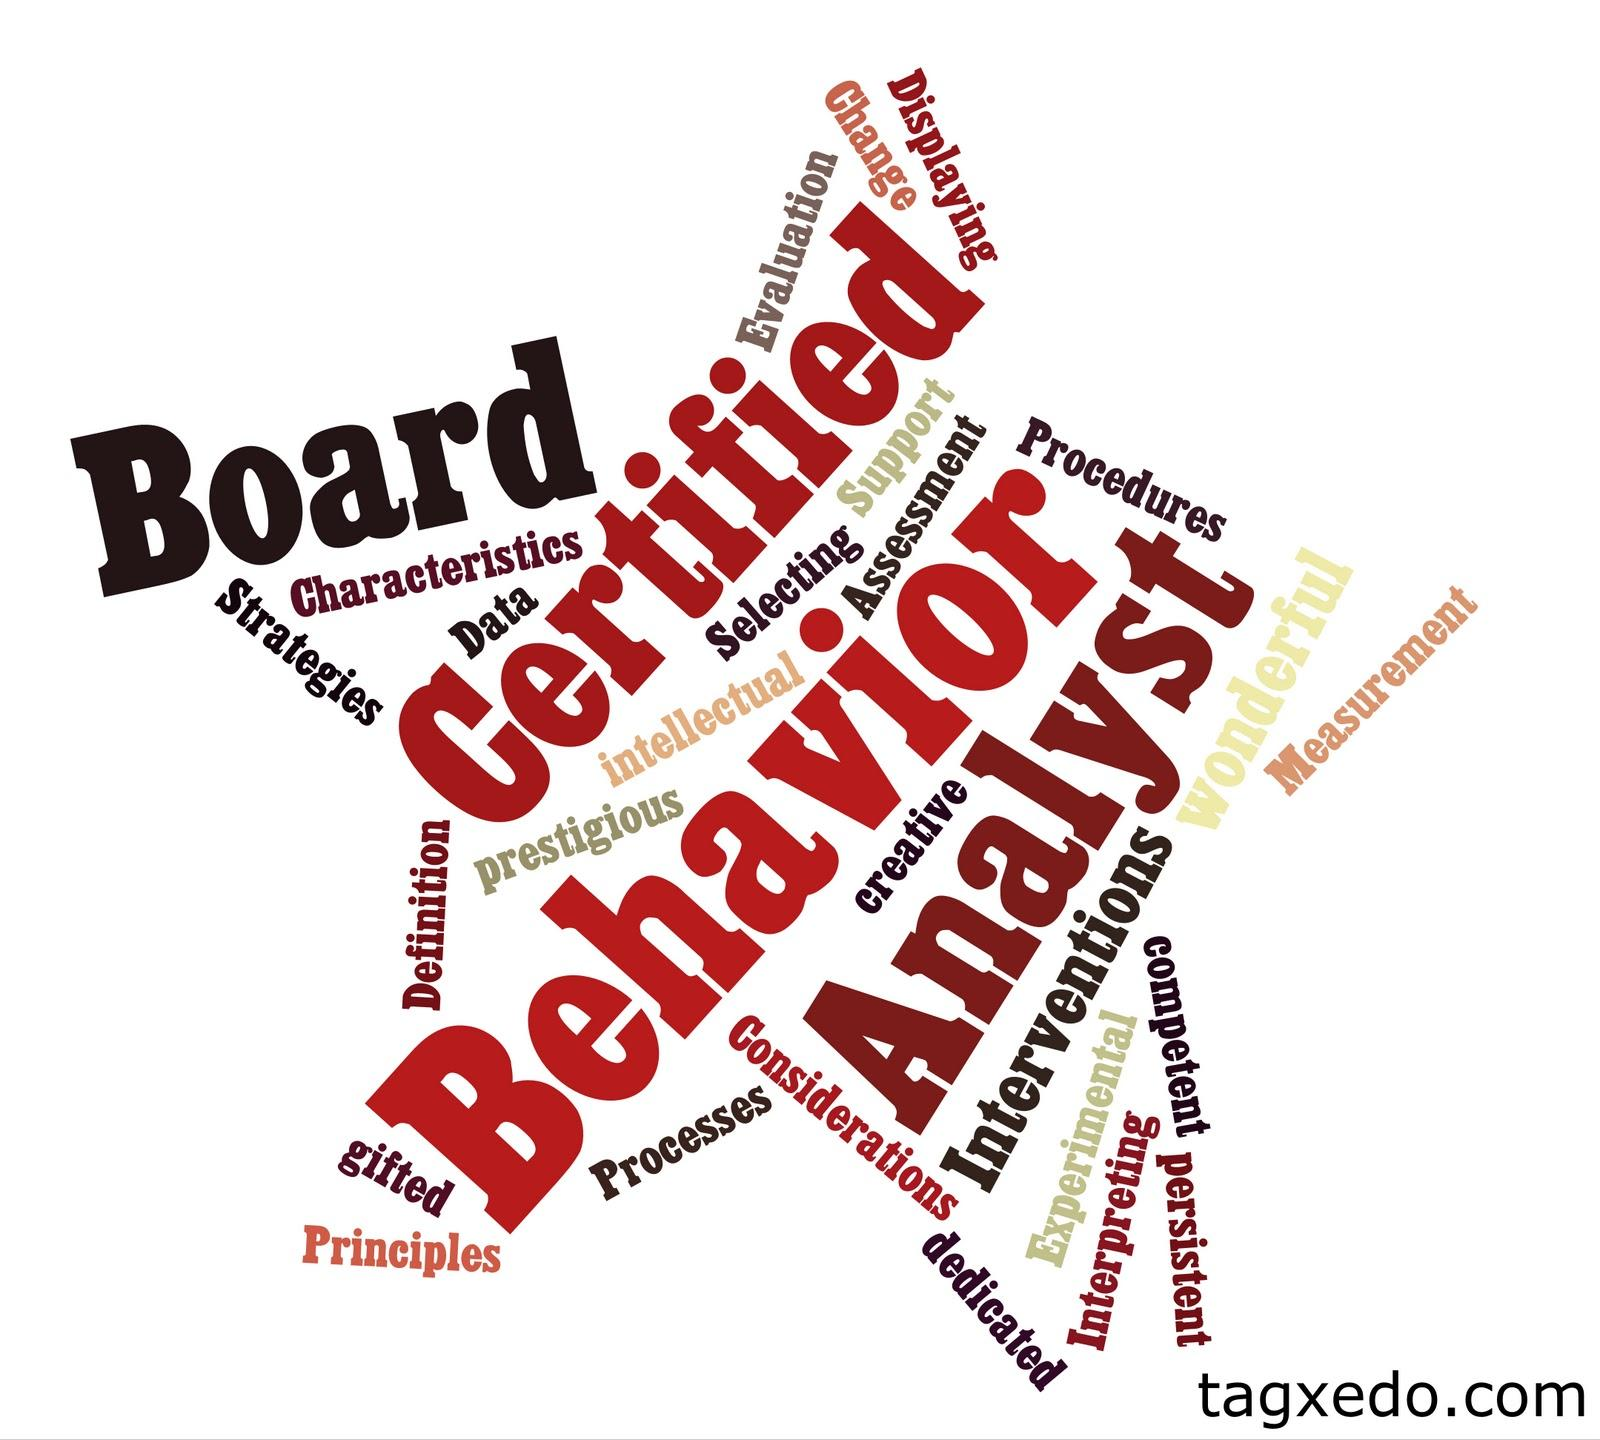 Displaying
Change
Evaluation
Board
Certified
Support
Assessment
Procedures
Characteristics
Strategies
Data
Selecting
intellectual
prestigious
Behavior
Analyst
wonderful
Measurement
creative
Definition
Interventions
competent
Considerations
Experimental
Processes
gifted
Principles
Interpreting
persistent
dedicated
tagxedo.com